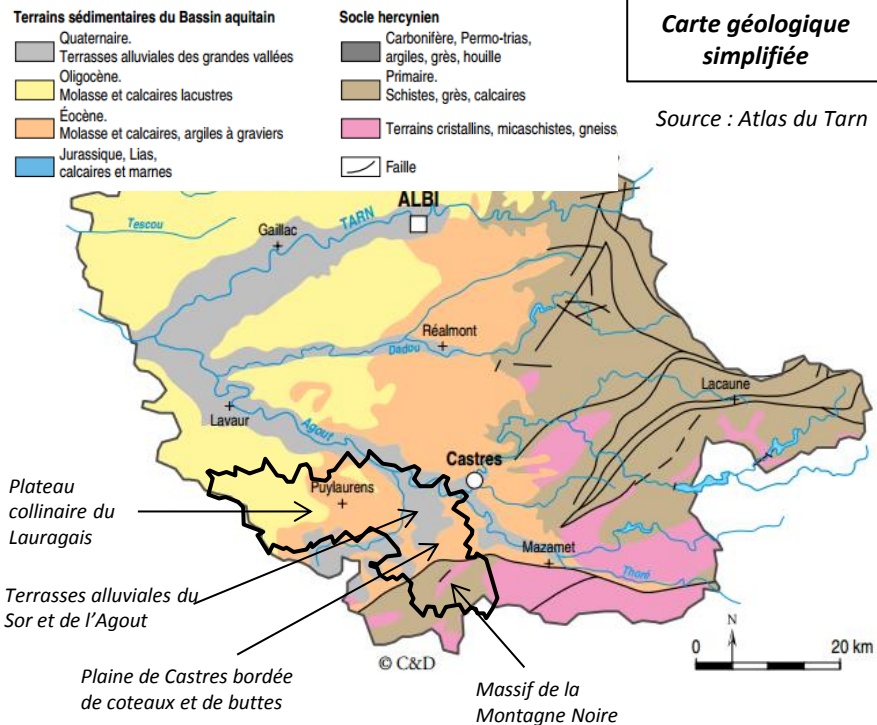 Terrains sédimentaires du Bassin aquitain
Quaternaire.
Terrasses alluviales des grandes vallées
Oligocène.
Molasse et calcaires lacustres
Éocène.
Molasse et calcaires, argiles à graviers
Jurassique, Lias,
calcaires et marnes
Socle hercynien
Carbonifère, Permo-trias,
argiles, grès, houille
Primaire.
Schistes, grès, calcaires
Terrains cristallins, micaschistes, gneiss
Faille
Carte géologique
simplifiée
Source : Atlas du Tarn
ALBI
TARN
Tescou
Gaillac
Réalmont
Dadou
Lacaune
Lavaur
Agout
Castres
Puylaurens
Mazamet
Thoré
Plateau
collinaire du
Lauragais
Terrasses alluviales du
Sor et de l'Agout
Plaine de Castres bordée
de coteaux et de buttes
Massif de la
Montagne Noire
© C&D
N
0 20 km